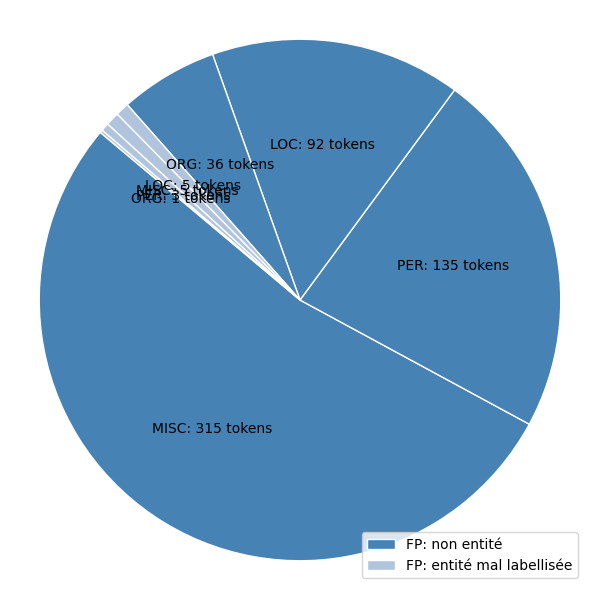 LOC: 92 tokens
ORG: 36 tokens
LOC: 5 tokens
MISC: 5 tokens
PER: 3 tokens
ORG: 1 tokens
PER: 135 tokens
MISC: 315 tokens
FP: non entité
FP: entité mal labellisée